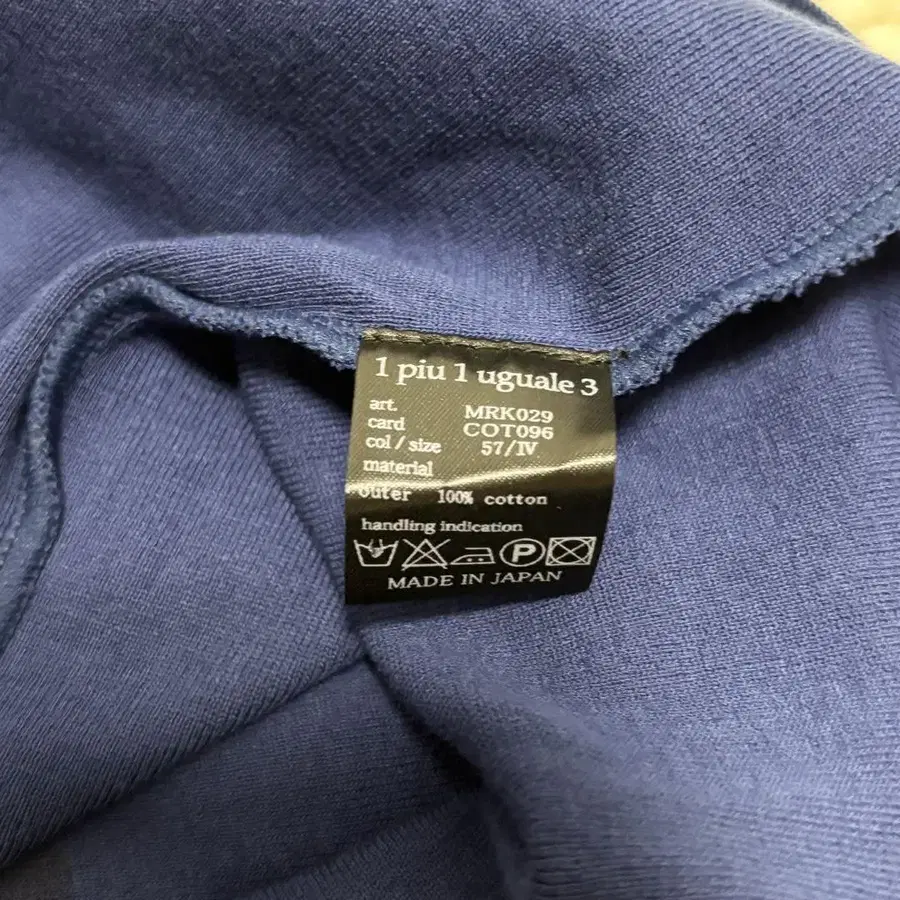 1 piu 1 uguale 3
art. MRK029
card COT096
col / size 57/IV
material
outer 100% cotton
handling indication
P
MADE IN JAPAN